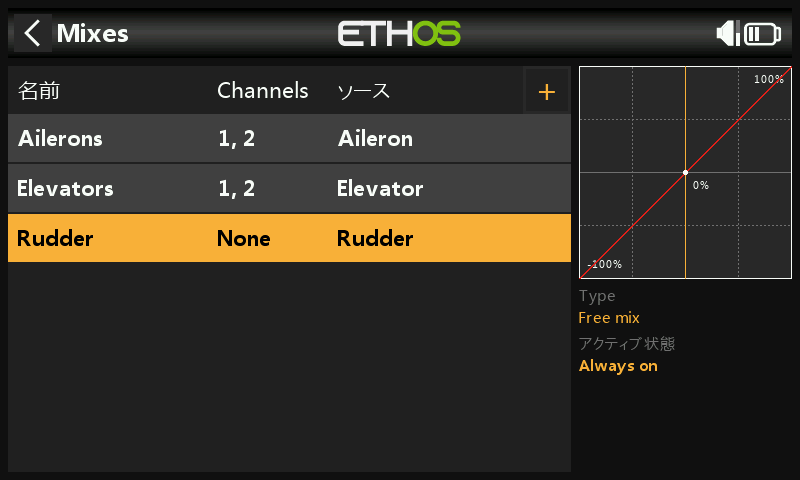 Mixes
ETHOS
名前 Channels ソース +
Ailerons 1, 2 Aileron
Elevators 1, 2 Elevator
Rudder None Rudder
100%
0%
-100%
Type
Free mix
アクティブ状態
Always on